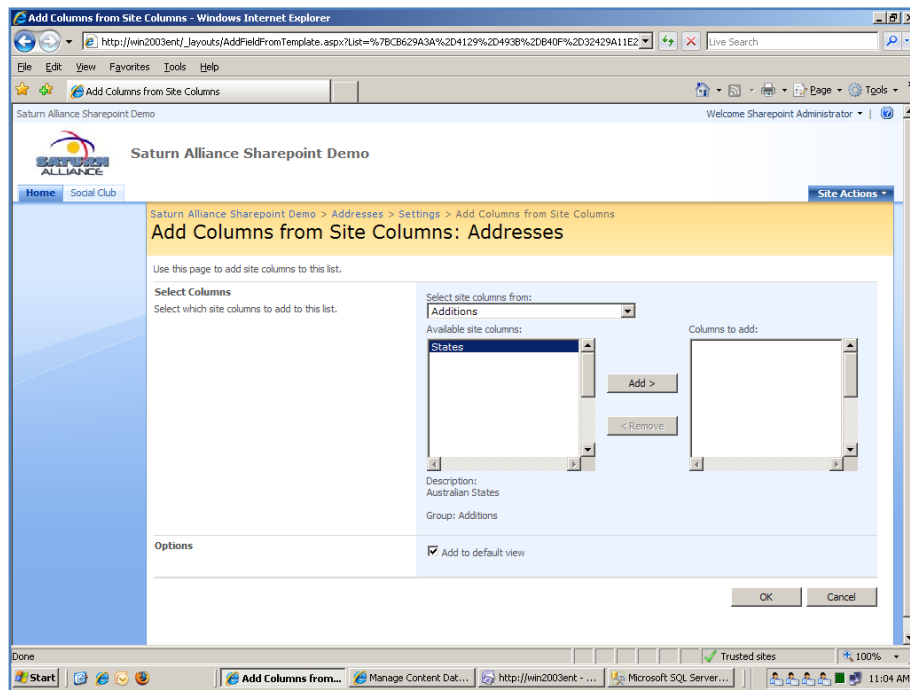 Add Columns from Site Columns - Windows Internet Explorer
http://win2003ent/_layouts/AddFieldFromTemplate.aspx?List=%7BCB629A3A%2D4129%2D493B%2DB40F%2D32429A11E2
Live Search
File Edit View Favorites Tools Help
Add Columns from Site Columns
Page Tools
Saturn Alliance Sharepoint Demo
Welcome Sharepoint Administrator
SATURN
ALLIANCE
Saturn Alliance Sharepoint Demo
Home Social Club
Site Actions
Saturn Alliance Sharepoint Demo > Addresses > Settings > Add Columns from Site Columns
Add Columns from Site Columns: Addresses
Use this page to add site columns to this list.
Select Columns
Select which site columns to add to this list.
Select site columns from:
Additions
Available site columns:
Columns to add:
States
Add >
< Remove
Description:
Australian States
Group: Additions
Options
Add to default view
OK Cancel
Done
Trusted sites
100%
Start
Add Columns from...
Manage Content Dat...
http://win2003ent - ...
Microsoft SQL Server...
11:04 AM